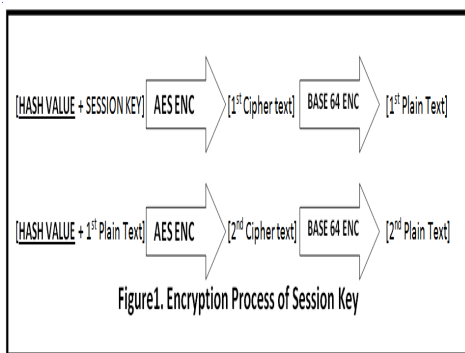 [HASH VALUE + SESSION KEY] AES ENC [1st Cipher text] BASE 64 ENC [1st Plain Text]
[HASH VALUE + 1st Plain Text] AES ENC [2nd Cipher text] BASE 64 ENC [2nd Plain Text]
Figure1. Encryption Process of Session Key